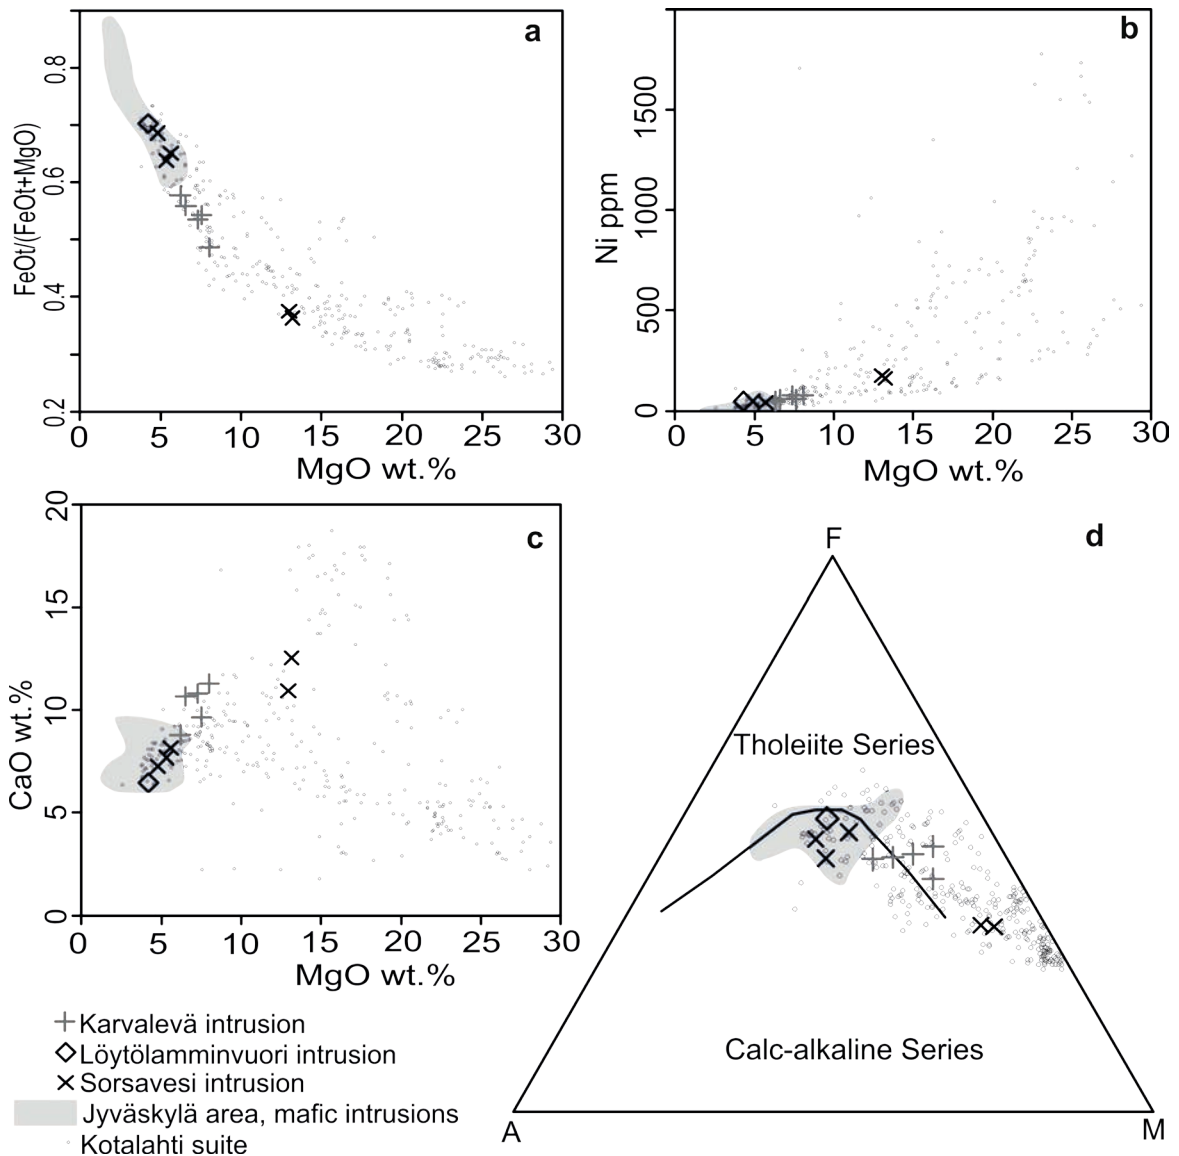 a
FeOt/(FeOt+MgO)
0.8
0.6
0.4
0.2
0 5 10 15 20 25 30
MgO wt.%
b
Ni ppm
1500
1000
500
0
0 5 10 15 20 25 30
MgO wt.%
c
CaO wt.%
20
15
10
5
0
0 5 10 15 20 25 30
MgO wt.%
d
F
Tholeiite Series
Calc-alkaline Series
A M
Karvalevä intrusion
Löytölamminvuori intrusion
Sorsavesi intrusion
Jyväskylä area, mafic intrusions
Kotalahti suite